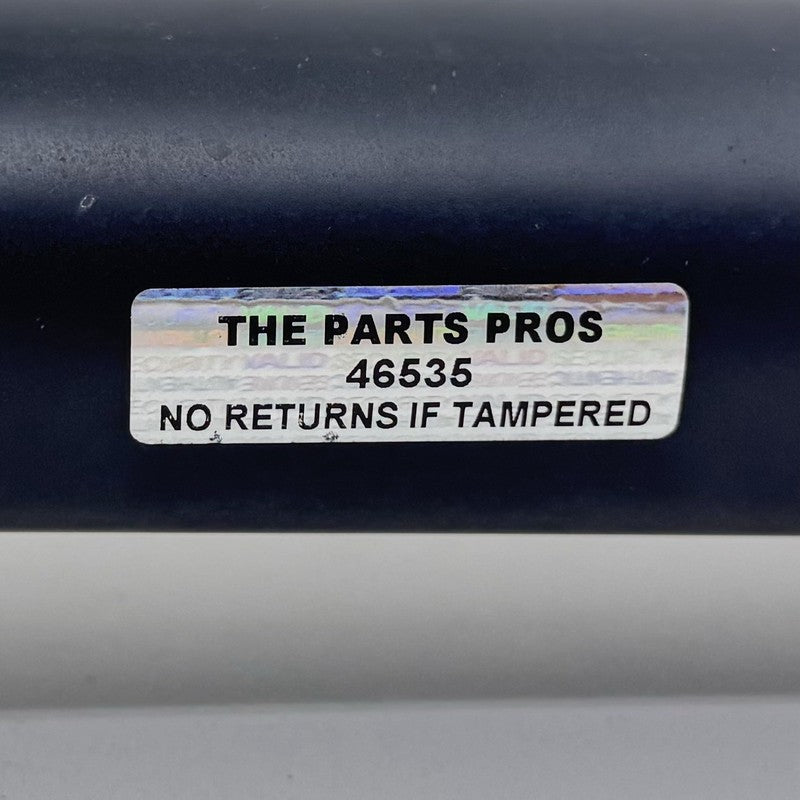 THE PARTS PROS
46535
NO RETURNS IF TAMPERED